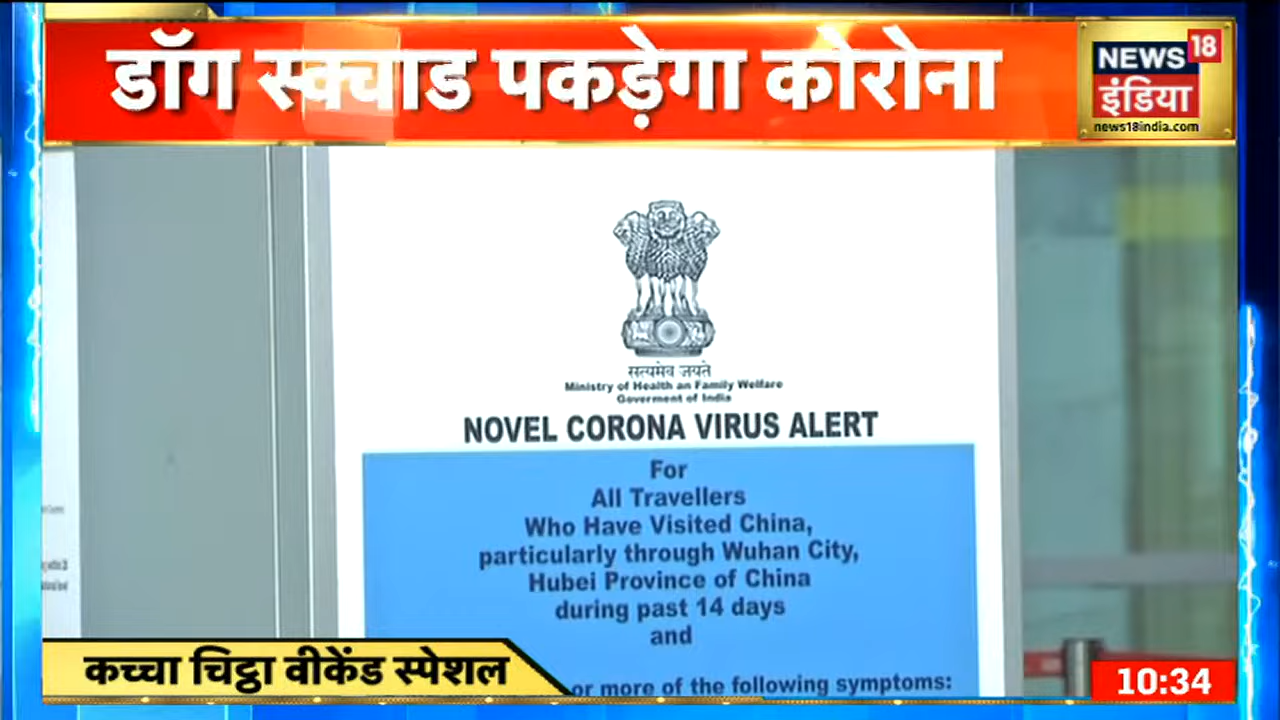 डॉग स्क्वाड पकड़ेगा कोरोना
NEWS 18
इंडिया
news18india.com
सत्यमेव जयते
Ministry of Health an Family Welfare
Goverment of India
NOVEL CORONA VIRUS ALERT
For
All Travellers
Who Have Visited China,
particularly through Wuhan City,
Hubei Province of China
during past 14 days
and
or more of the following symptoms:
कच्चा चिट्ठा वीकेंड स्पेशल
10:34